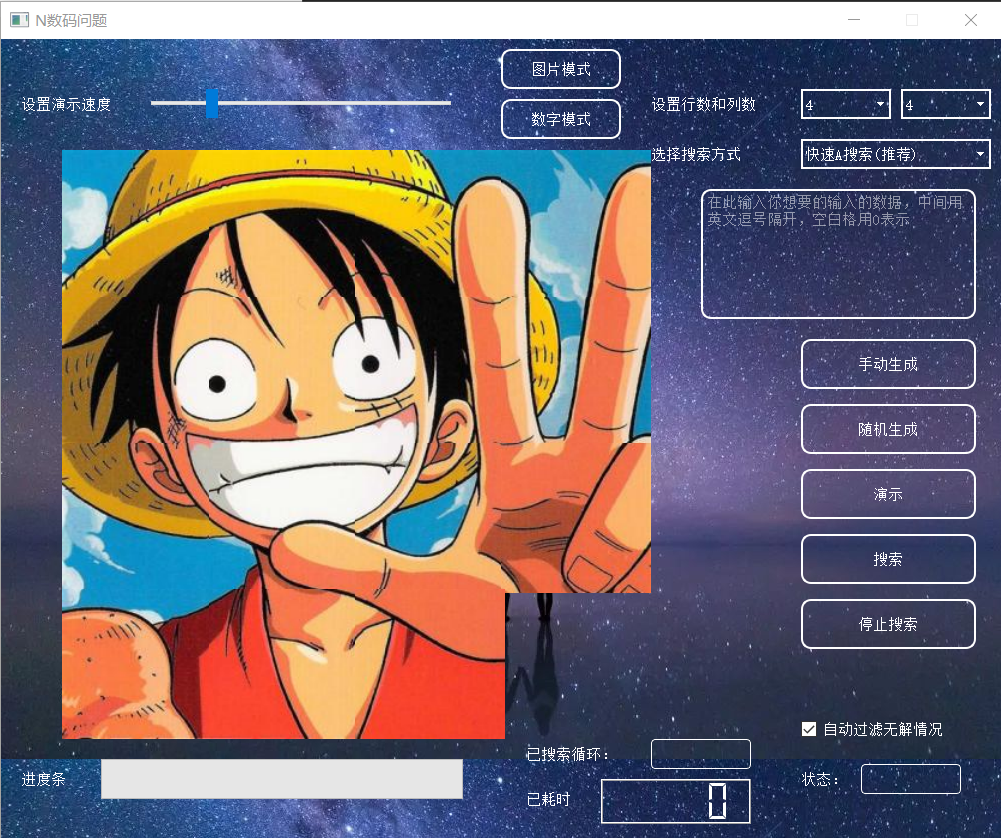 N数码问题
图片模式
设置演示速度
设置行数和列数
4
4
数字模式
选择搜索方式
快速A搜索(推荐)
在此输入你想要的输入的数据，中间用
英文逗号隔开，空白格用0表示
手动生成
随机生成
演示
搜索
停止搜索
自动过滤无解情况
已搜索循环：
进度条
状态：
已耗时
0